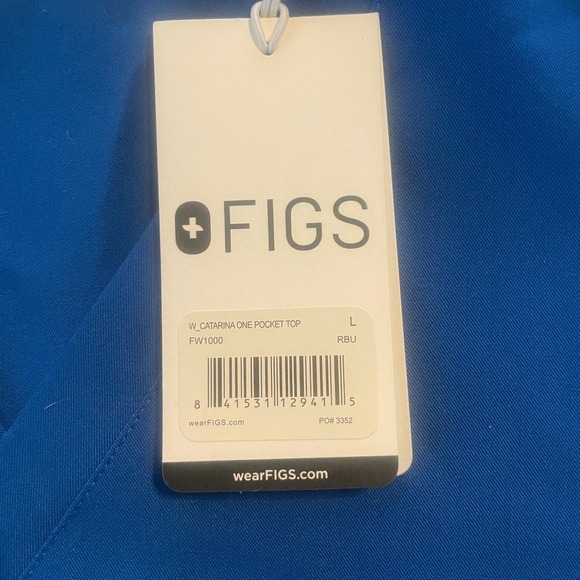 FIGS
W_CATARINA ONE POCKET TOP L
FW1000 RBU
8 41531 12941 5
wearFIGS.com PO# 3352
wearFIGS.com